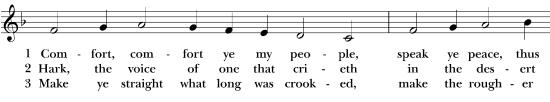 1 Com - fort, com - fort ye my peo - ple, speak ye peace, thus
2 Hark, the voice of one that cri - eth in the des - ert
3 Make ye straight what long was crook - ed, make the rough - er